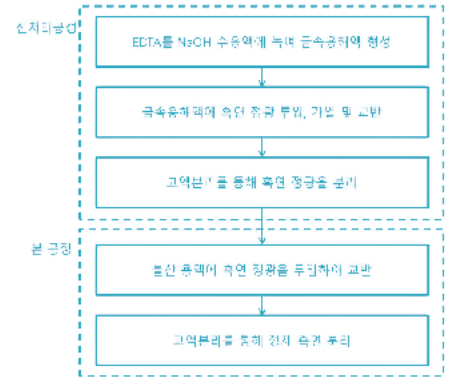 전처리공정
EDTA를 NaOH 수용액에 녹여 금속용해액 형성
금속용해액에 흑연 정광 투입, 가열 및 교반
고액분리를 통해 흑연 정광을 분리
본 공정
불산 용액에 흑연 정광을 투입하여 교반
고액분리를 통해 정제 흑연 분리